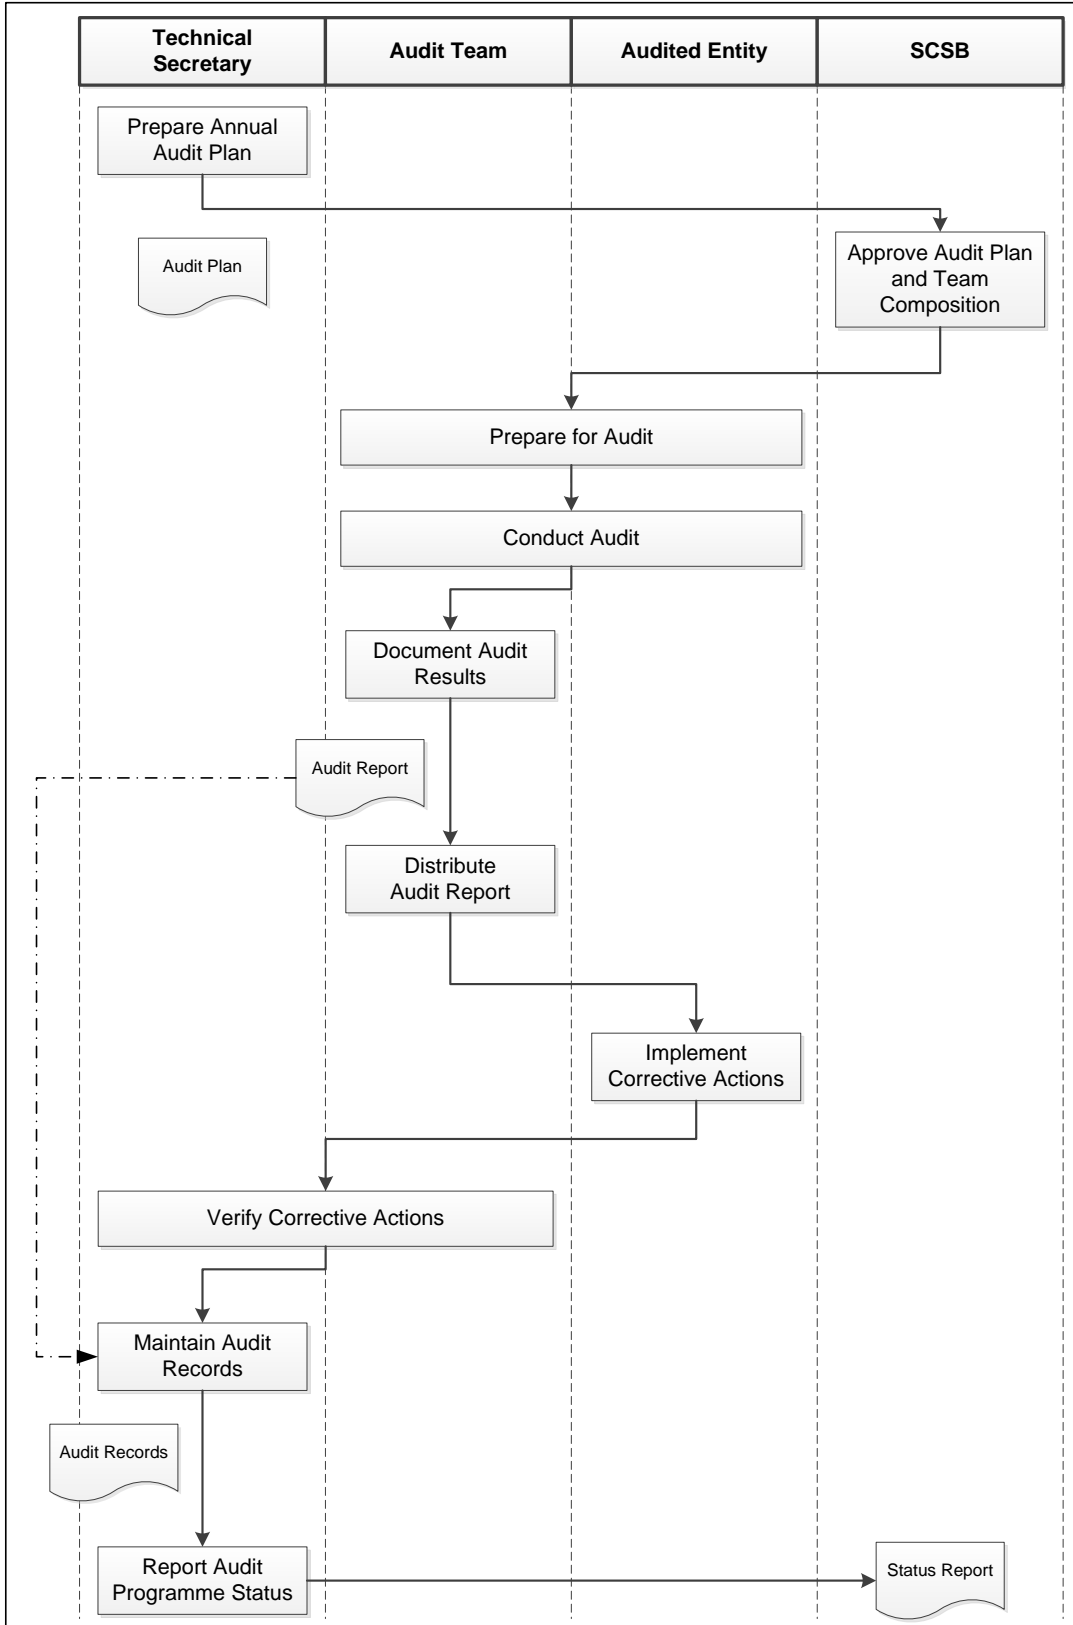 Technical
Secretary
Audit Team
Audited Entity
SCSB
Prepare Annual
Audit Plan
Audit Plan
Approve Audit Plan
and Team
Composition
Prepare for Audit
Conduct Audit
Document Audit
Results
Audit Report
Distribute
Audit Report
Implement
Corrective Actions
Verify Corrective Actions
Maintain Audit
Records
Audit Records
Report Audit
Programme Status
Status Report